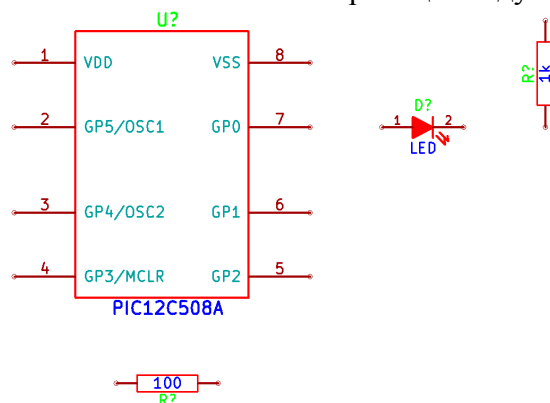 U?
1 VDD VSS 8
2 GP5/OSC1 GP0 7
3 GP4/OSC2 GP1 6
4 GP3/MCLR GP2 5
PIC12C508A
D?
1 2
LED
R?
1k
100
R?